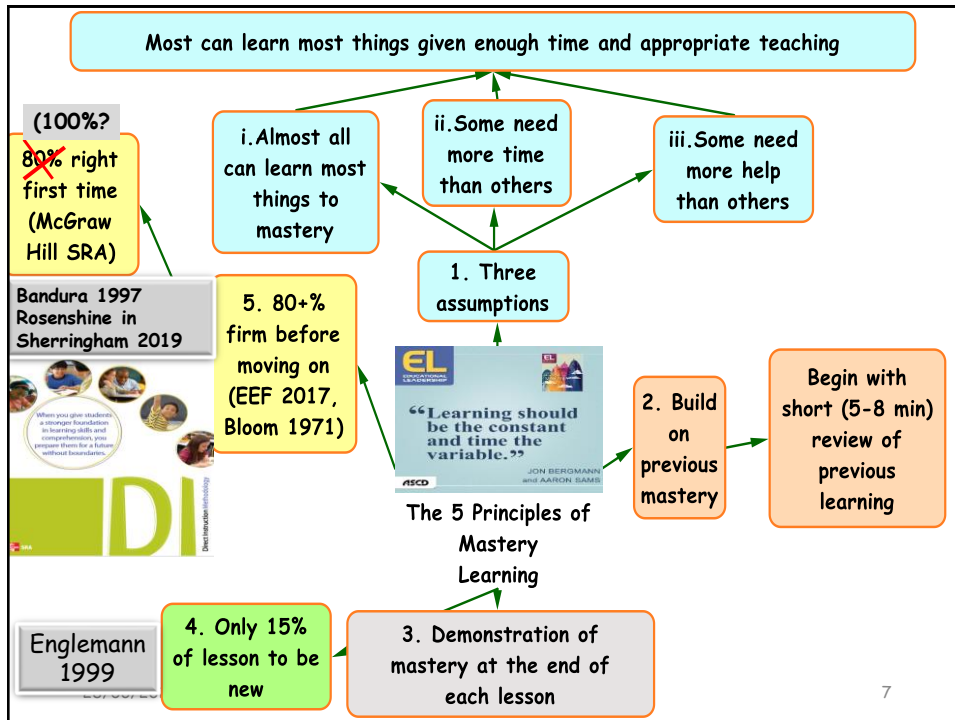 Most can learn most things given enough time and appropriate teaching
(100%?
80% right
first time
(McGraw
Hill SRA)
i.Almost all
can learn most
things to
mastery
ii.Some need
more time
than others
iii.Some need
more help
than others
1. Three
assumptions
Bandura 1997
Rosenshine in
Sherringham 2019
5. 80+%
firm before
moving on
(EEF 2017,
Bloom 1971)
EL
EDUCATIONAL
LEADERSHIP
EL
“Learning should
be the constant
and time the
variable.”
JON BERGMANN
and AARON SAMS
ASCD
2. Build
on
previous
mastery
Begin with
short (5-8 min)
review of
previous
learning
When you give students
a stronger foundation
in learning skills and
comprehension, you
prepare them for a future
without boundaries.
DI
Direct Instruction Methodology
SRA
The 5 Principles of
Mastery
Learning
Englemann
1999
4. Only 15%
of lesson to be
new
3. Demonstration of
mastery at the end of
each lesson
7